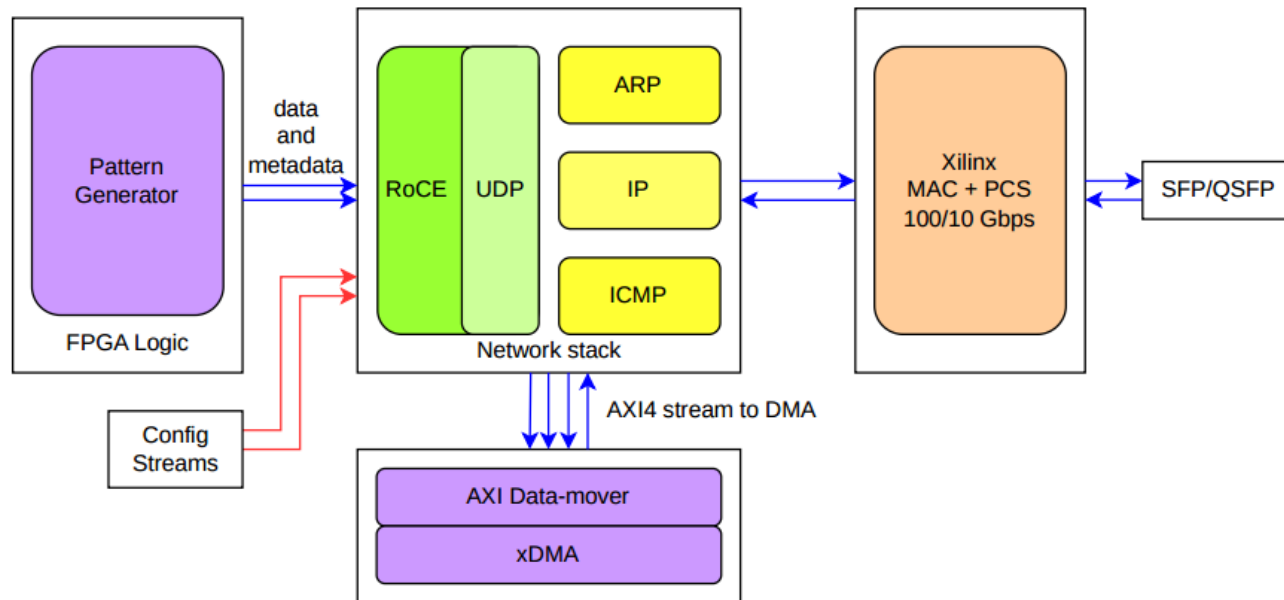 Pattern
Generator
FPGA Logic
data
and
metadata
RoCE
UDP
ARP
IP
ICMP
Network stack
Xilinx
MAC + PCS
100/10 Gbps
SFP/QSFP
Config
Streams
AXI4 stream to DMA
AXI Data-mover
xDMA